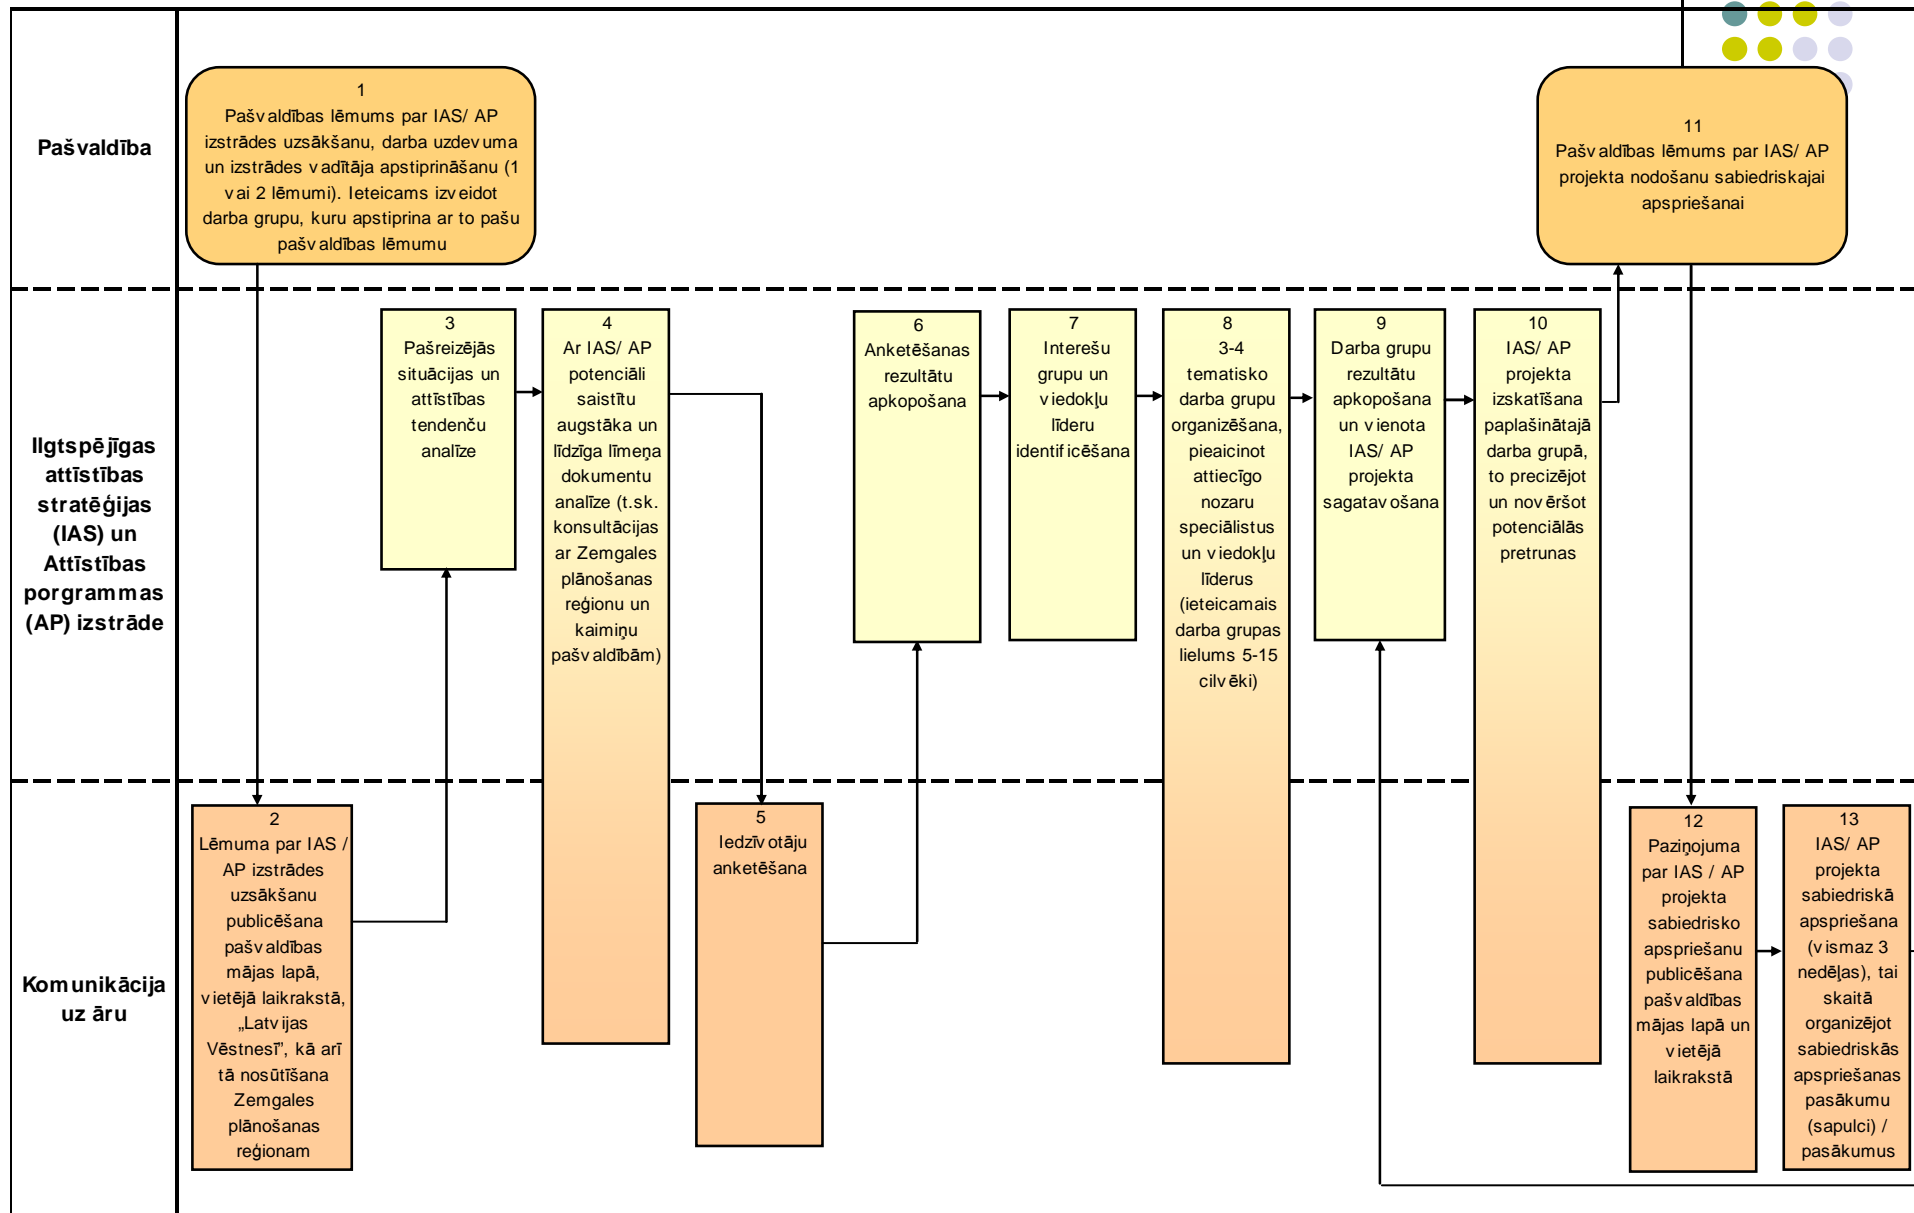 Pašvaldība
1
Pašvaldības lēmums par IAS/ AP
izstrādes uzsākšanu, darba uzdevuma
un izstrādes vadītāja apstiprināšanu (1
vai 2 lēmumi). Ieteicams izveidot
darba grupu, kuru apstiprina ar to pašu
pašvaldības lēmumu
11
Pašvaldības lēmums par IAS/ AP
projekta nodošanu sabiedriskajai
apspriešanai
Ilgtspējīgas
attīstības
stratēģijas
(IAS) un
Attīstības
porgrammas
(AP) izstrāde
3
Pašreizējās
situācijas un
attīstības
tendenču
analīze
4
Ar IAS/ AP
potenciāli
saistītu
augstāka un
līdzīga līmeņa
dokumentu
analīze (t.sk.
konsultācijas
ar Zemgales
plānošanas
reģionu un
kaimiņu
pašvaldībām)
6
Anketēšanas
rezultātu
apkopošana
7
Interešu
grupu un
viedokļu
līderu
identificēšana
8
3-4
tematisko
darba grupu
organizēšana,
pieaicinot
attiecīgo
nozaru
speciālistus
un viedokļu
līderus
(ieteicamais
darba grupas
lielums 5-15
cilvēki)
9
Darba grupu
rezultātu
apkopošana
un vienota
IAS/ AP
projekta
sagatavošana
10
IAS/ AP
projekta
izskatīšana
paplašinātajā
darba grupā,
to precizējot
un novēršot
potenciālās
pretrunas
Komunikācija
uz āru
2
Lēmuma par IAS /
AP izstrādes
uzsākšanu
publicēšana
pašvaldības
mājas lapā,
vietējā laikrakstā,
„Latvijas
Vēstnesī”, kā arī
tā nosūtīšana
Zemgales
plānošanas
reģionam
5
Iedzīvotāju
anketēšana
12
Paziņojuma
par IAS / AP
projekta
sabiedrisko
apspriešanu
publicēšana
pašvaldības
mājas lapā un
vietējā
laikrakstā
13
IAS/ AP
projekta
sabiedriskā
apspriešana
(vismaz 3
nedēļas), tai
skaitā
organizējot
sabiedriskās
apspriešanas
pasākumu
(sapulci) /
pasākumus